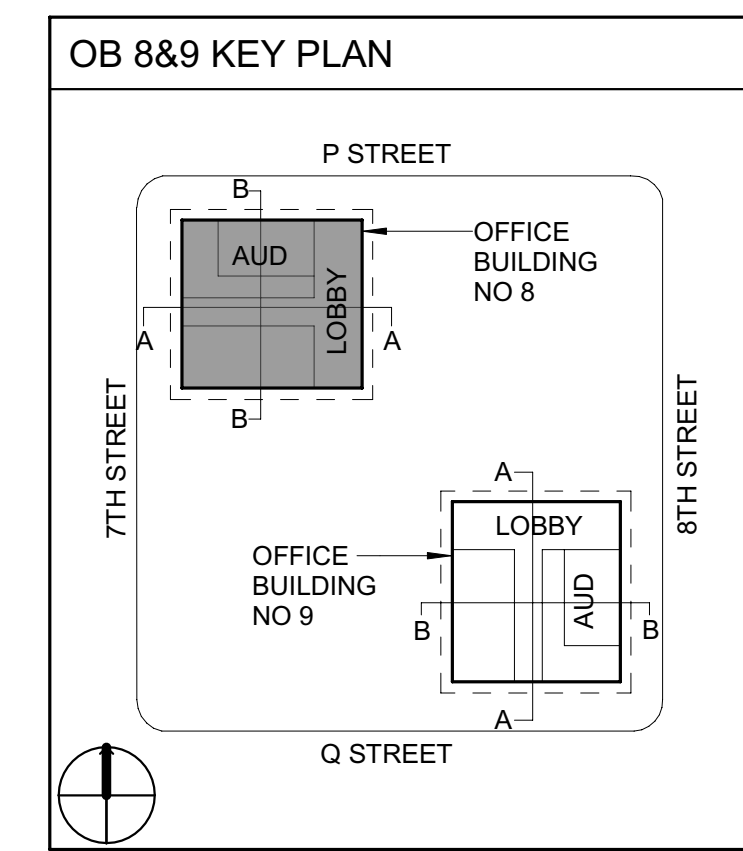 OB 8&9 KEY PLAN
P STREET
B
AUD
LOBBY
OFFICE
BUILDING
NO 8
A
A
B
7TH STREET
8TH STREET
A
LOBBY
OFFICE
BUILDING
NO 9
AUD
B
B
A
Q STREET